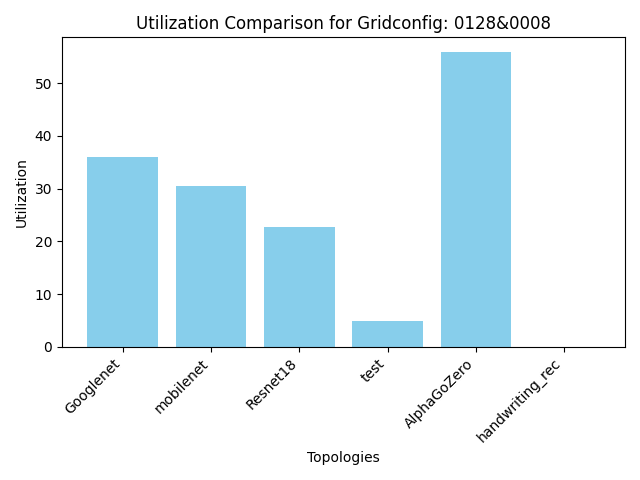 Utilization Comparison for Gridconfig: 0128&0008
Utilization
50
40
30
20
10
0
Googlenet
mobilenet
Resnet18
test
AlphaGoZero
handwriting_rec
Topologies